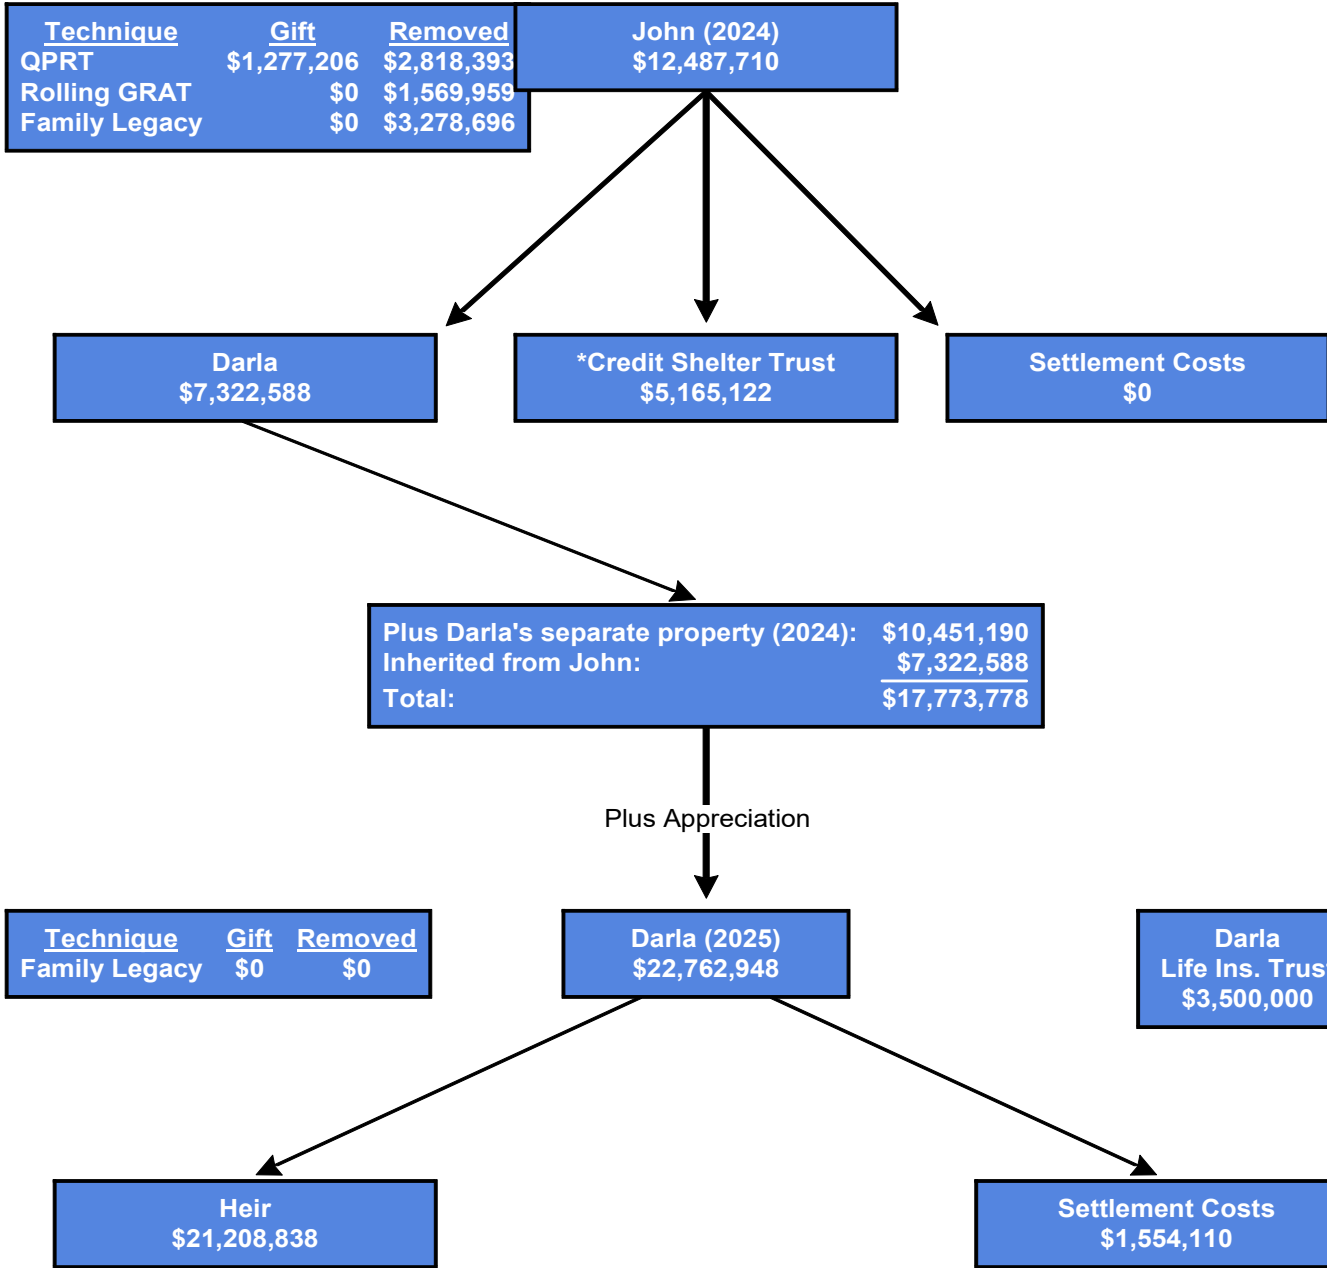 Technique Gift Removed
QPRT $1,277,206 $2,818,393
Rolling GRAT $0 $1,569,959
Family Legacy $0 $3,278,696
John (2024)
$12,487,710
Darla
$7,322,588
*Credit Shelter Trust
$5,165,122
Settlement Costs
$0
Plus Darla's separate property (2024): $10,451,190
Inherited from John: $7,322,588
Total: $17,773,778
Plus Appreciation
Technique Gift Removed
Family Legacy $0 $0
Darla (2025)
$22,762,948
Darla
Life Ins. Trust
$3,500,000
Heir
$21,208,838
Settlement Costs
$1,554,110